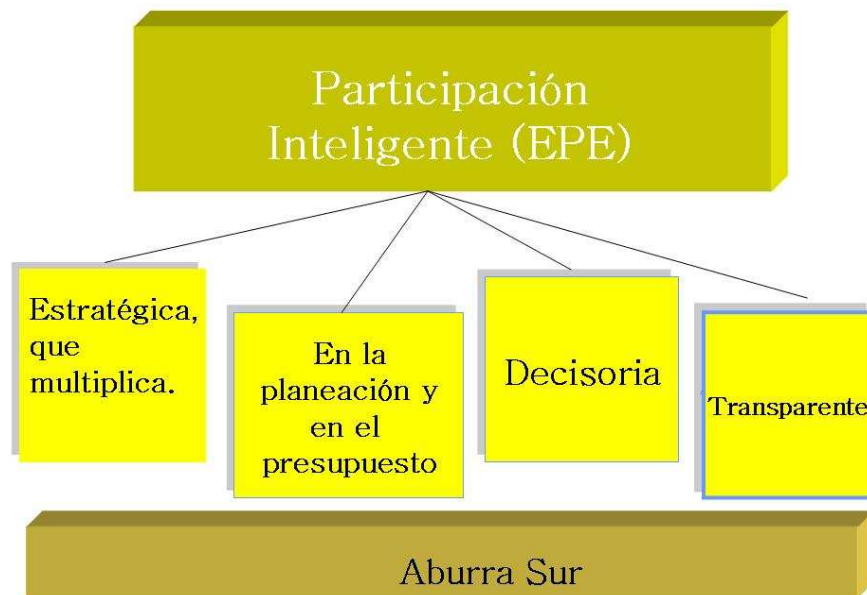 Participación
Inteligente (EPE)
Estratégica,
que
multiplica.
En la
planeación y
en el
presupuesto
Decisoria
Transparente
Aburra Sur